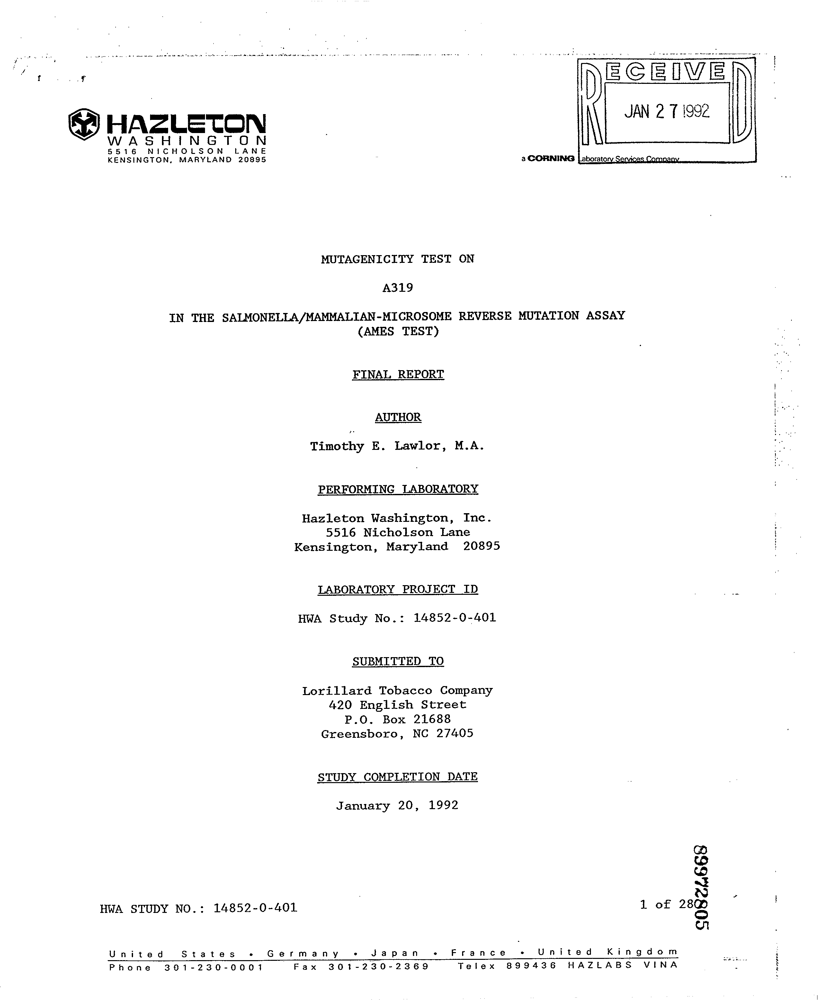 RECEIVED
JAN 27 1992
HAZLETON
WASHINGTON
5516 NICHOLSON LANE
KENSINGTON, MARYLAND 20895
a CORNING Laboratory Services Company
MUTAGENICITY TEST ON
A319
IN THE SALMONELLA/MAMMALIAN-MICROSOME REVERSE MUTATION ASSAY
(AMES TEST)
FINAL REPORT
AUTHOR
Timothy E. Lawlor, M.A.
PERFORMING LABORATORY
Hazleton Washington, Inc.
5516 Nicholson Lane
Kensington, Maryland 20895
LABORATORY PROJECT ID
HWA Study No.: 14852-0-401
SUBMITTED TO
Lorillard Tobacco Company
420 English Street
P.O. Box 21688
Greensboro, NC 27405
STUDY COMPLETION DATE
January 20, 1992
89972805
HWA STUDY NO.: 14852-0-401
1 of 28
United States • Germany • Japan • France • United Kingdom
Phone 301-230-0001 Fax 301-230-2369 Telex 899436 HAZLABS VINA